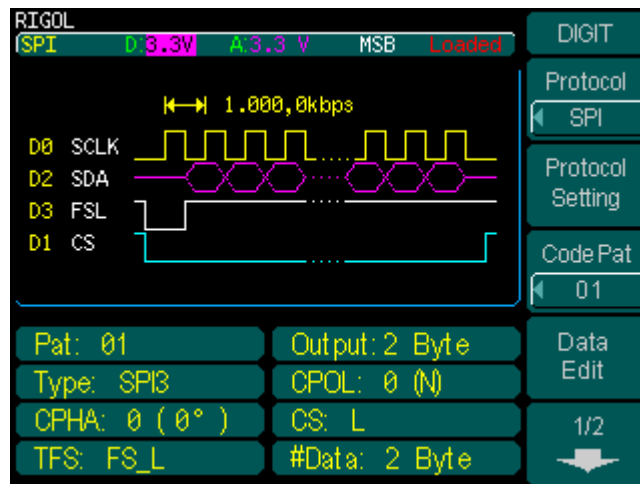 RIGOL
SPI D:3.3V A:3.3 V MSB Loaded
1.000,0kbps
D0 SCLK
D2 SDA
D3 FSL
D1 CS
Pat: 01
Output: 2 Byte
Type: SPI3
CPOL: 0 (N)
CPHA: 0 ( 0° )
CS: L
TFS: FS_L
#Data: 2 Byte
DIGIT
Protocol
SPI
Protocol
Setting
Code Pat
01
Data
Edit
1/2